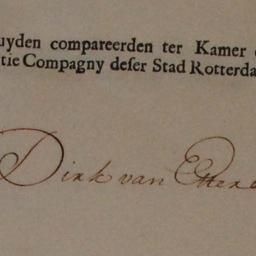 uyden compareerden ter Kamer
tie Compagny deſer Stad Rotterda
Dirk van